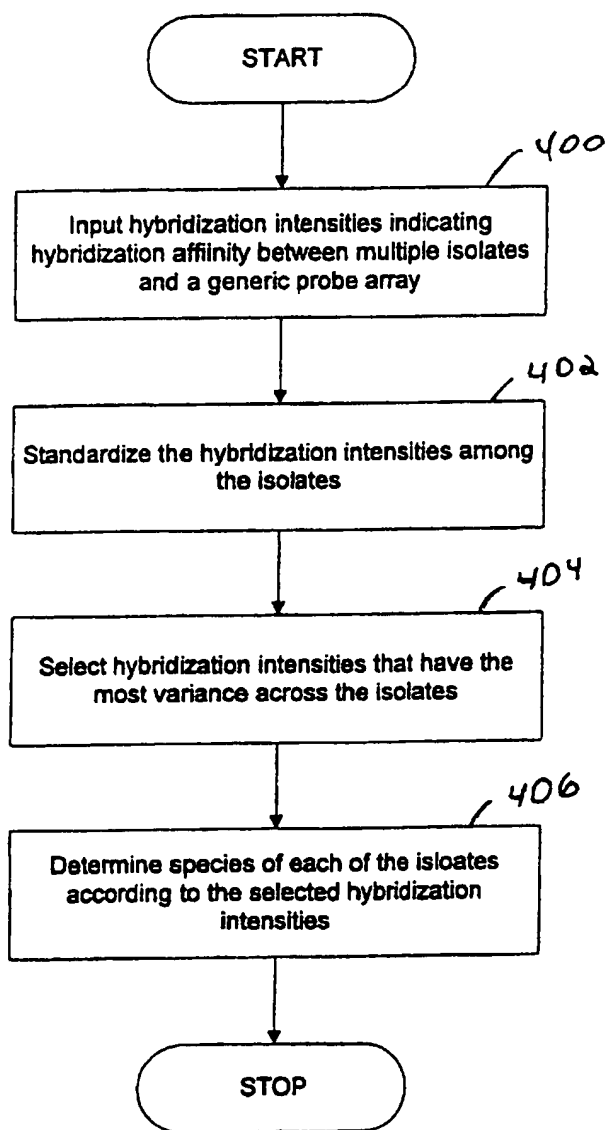 START
400
Input hybridization intensities indicating
hybridization affiinity between multiple isolates
and a generic probe array
402
Standardize the hybridization intensities among
the isolates
404
Select hybridization intensities that have the
most variance across the isolates
406
Determine species of each of the isloates
according to the selected hybridization
intensities
STOP